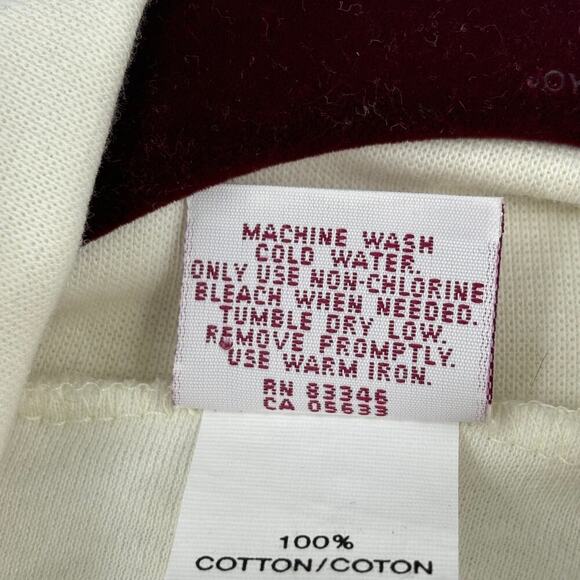 MACHINE WASH
COLD WATER.
ONLY USE NON-CHLORINE
BLEACH WHEN NEEDED.
TUMBLE DRY LOW.
REMOVE PROMPTLY.
USE WARM IRON.
RN 83346
CA 05633
100%
COTTON/COTON